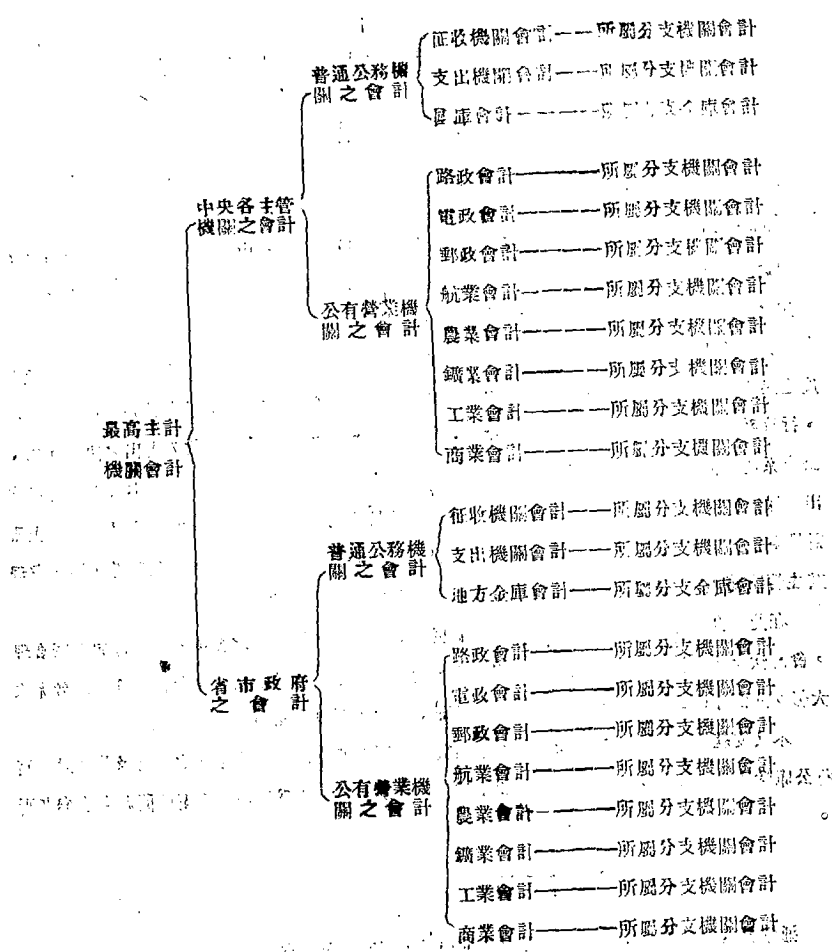 征收機關會計——所屬分支機關會計
普通公務機
關之會計
支出機關會計——所屬分支機關會計
庫會計———支金庫會計
路政會計————所屬分支機關會計
中央各主管
機關之會計
電政會計————所屬分支機關會計
郵政會計————所屬分支機關會計
航業會計————所屬分支機關會計
公有營業機
關之會計
農業會計————所屬分支機關會計
鑛業會計————所屬分支機關會計
工業會計————所屬分支機關會計
最高主計
機關會計
商業會計————所屬分支機關會計
征收機關會計——所屬分支機關會計
普通公務機
關之會計
支出機關會計——所屬分支機關會計
地方金庫會計——所屬分支金庫會計
路政會計————所屬分支機關會計
省市政府
之會計
電政會計————所屬分支機關會計
郵政會計————所屬分支機關會計
航業會計————所屬分支機關會計
公有營業機
關之會計
農業會計————所屬分支機關會計
鑛業會計————所屬分支機關會計
工業會計————所屬分支機關會計
商業會計————所屬分支機關會計